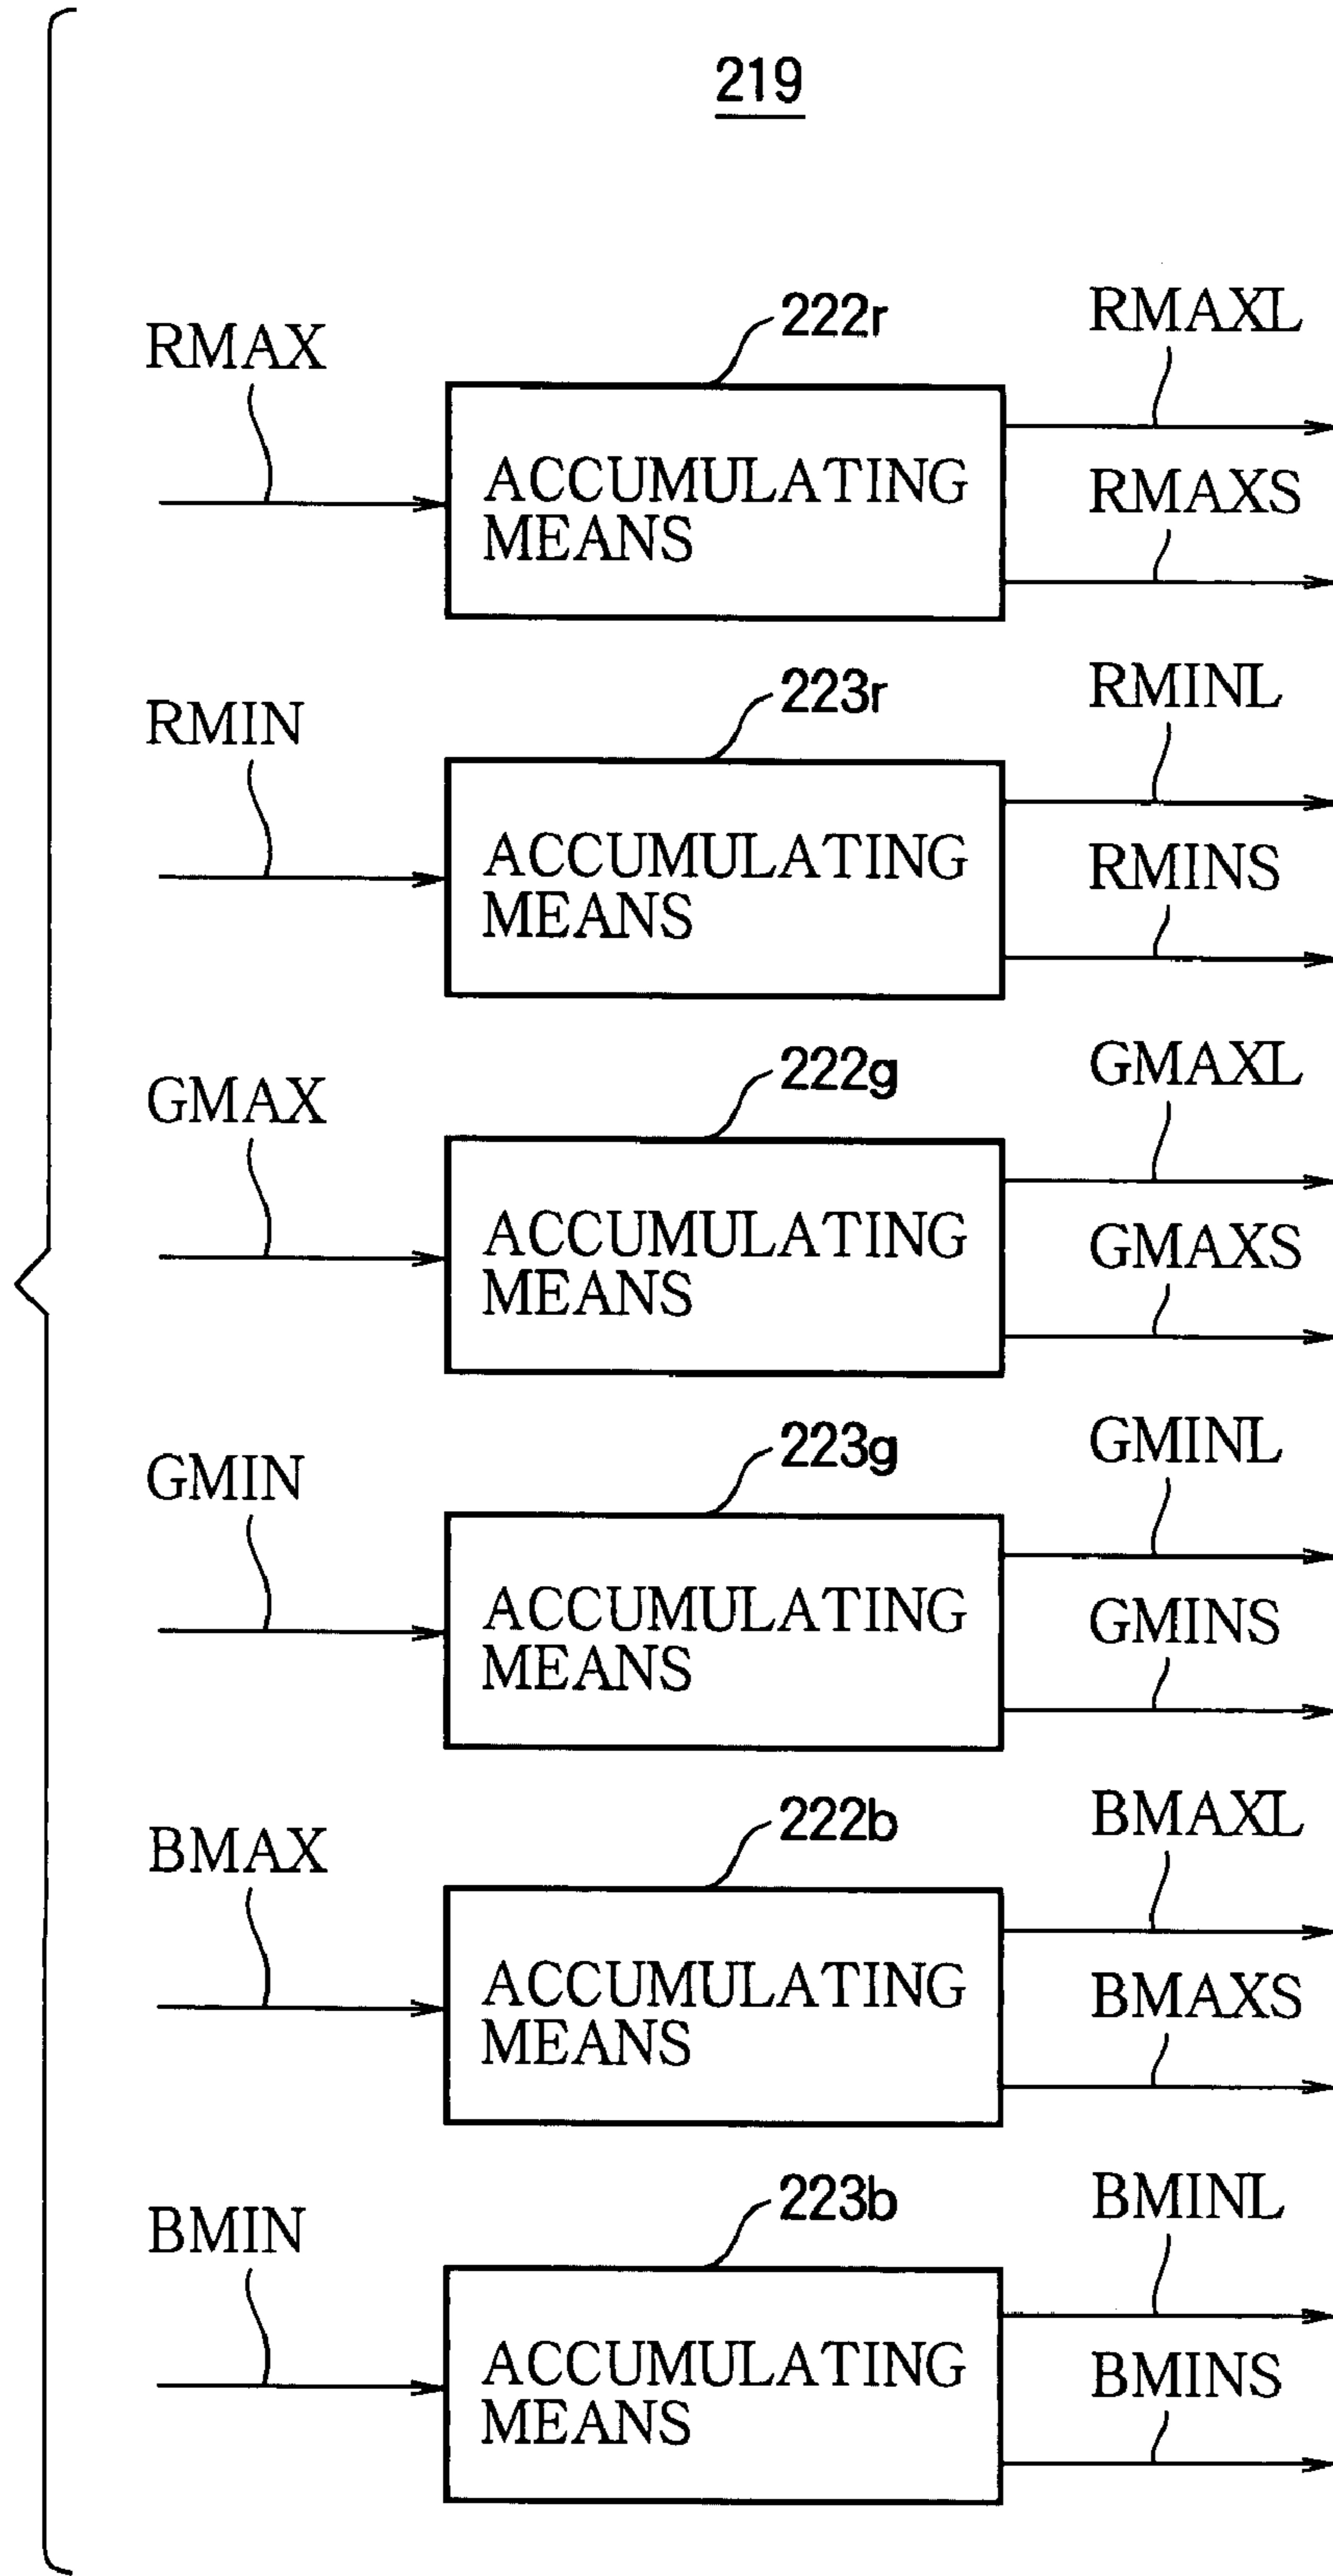 219
222r
RMAXL
RMAX
ACCUMULATING
MEANS
RMAXS
223r
RMINL
RMIN
ACCUMULATING
MEANS
RMINS
222g
GMAXL
GMAX
ACCUMULATING
MEANS
GMAXS
223g
GMINL
GMIN
ACCUMULATING
MEANS
GMINS
222b
BMAXL
BMAX
ACCUMULATING
MEANS
BMAXS
223b
BMINL
BMIN
ACCUMULATING
MEANS
BMINS